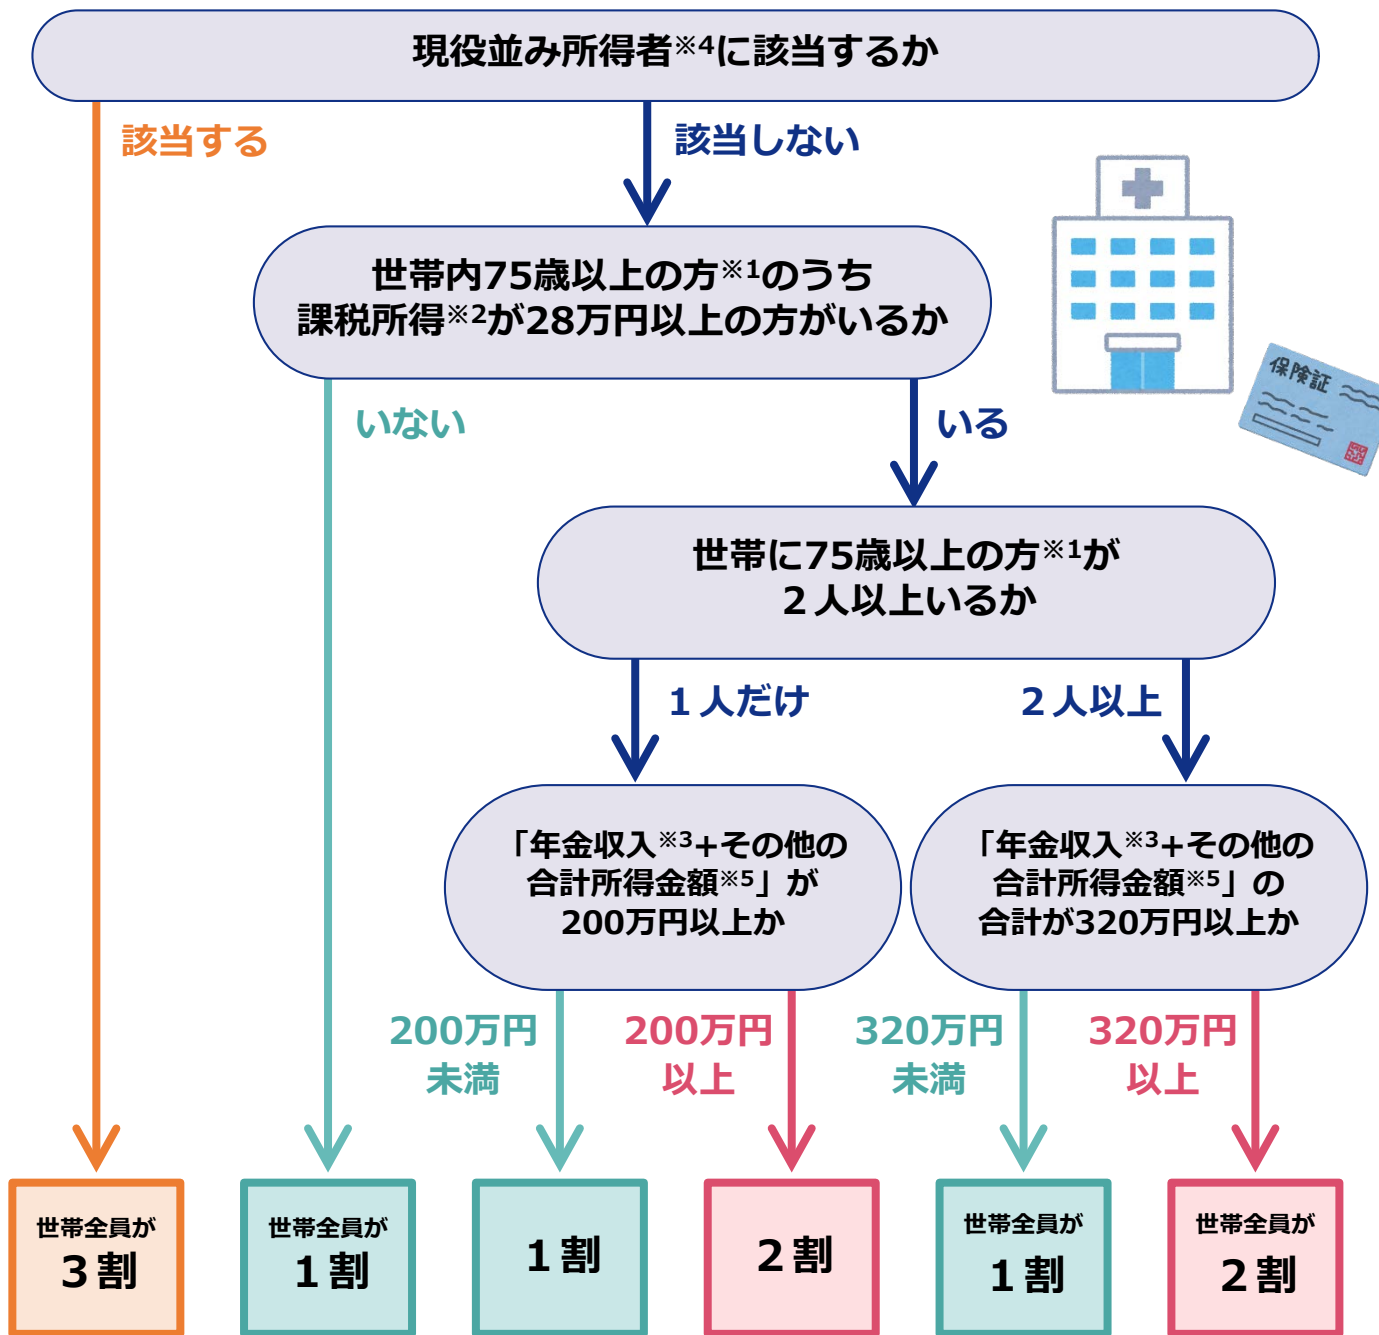 現役並み所得者※4に該当するか
該当する
該当しない
世帯内75歳以上の方※1のうち
課税所得※2が28万円以上の方がいるか
保険証
いない
いる
世帯に75歳以上の方※1が
２人以上いるか
１人だけ
２人以上
「年金収入※3+その他の
合計所得金額※5」が
200万円以上か
「年金収入※3+その他の
合計所得金額※5」の
合計が320万円以上か
200万円
未満
200万円
以上
320万円
未満
320万円
以上
世帯全員が
３割
世帯全員が
１割
１割
２割
世帯全員が
１割
世帯全員が
２割